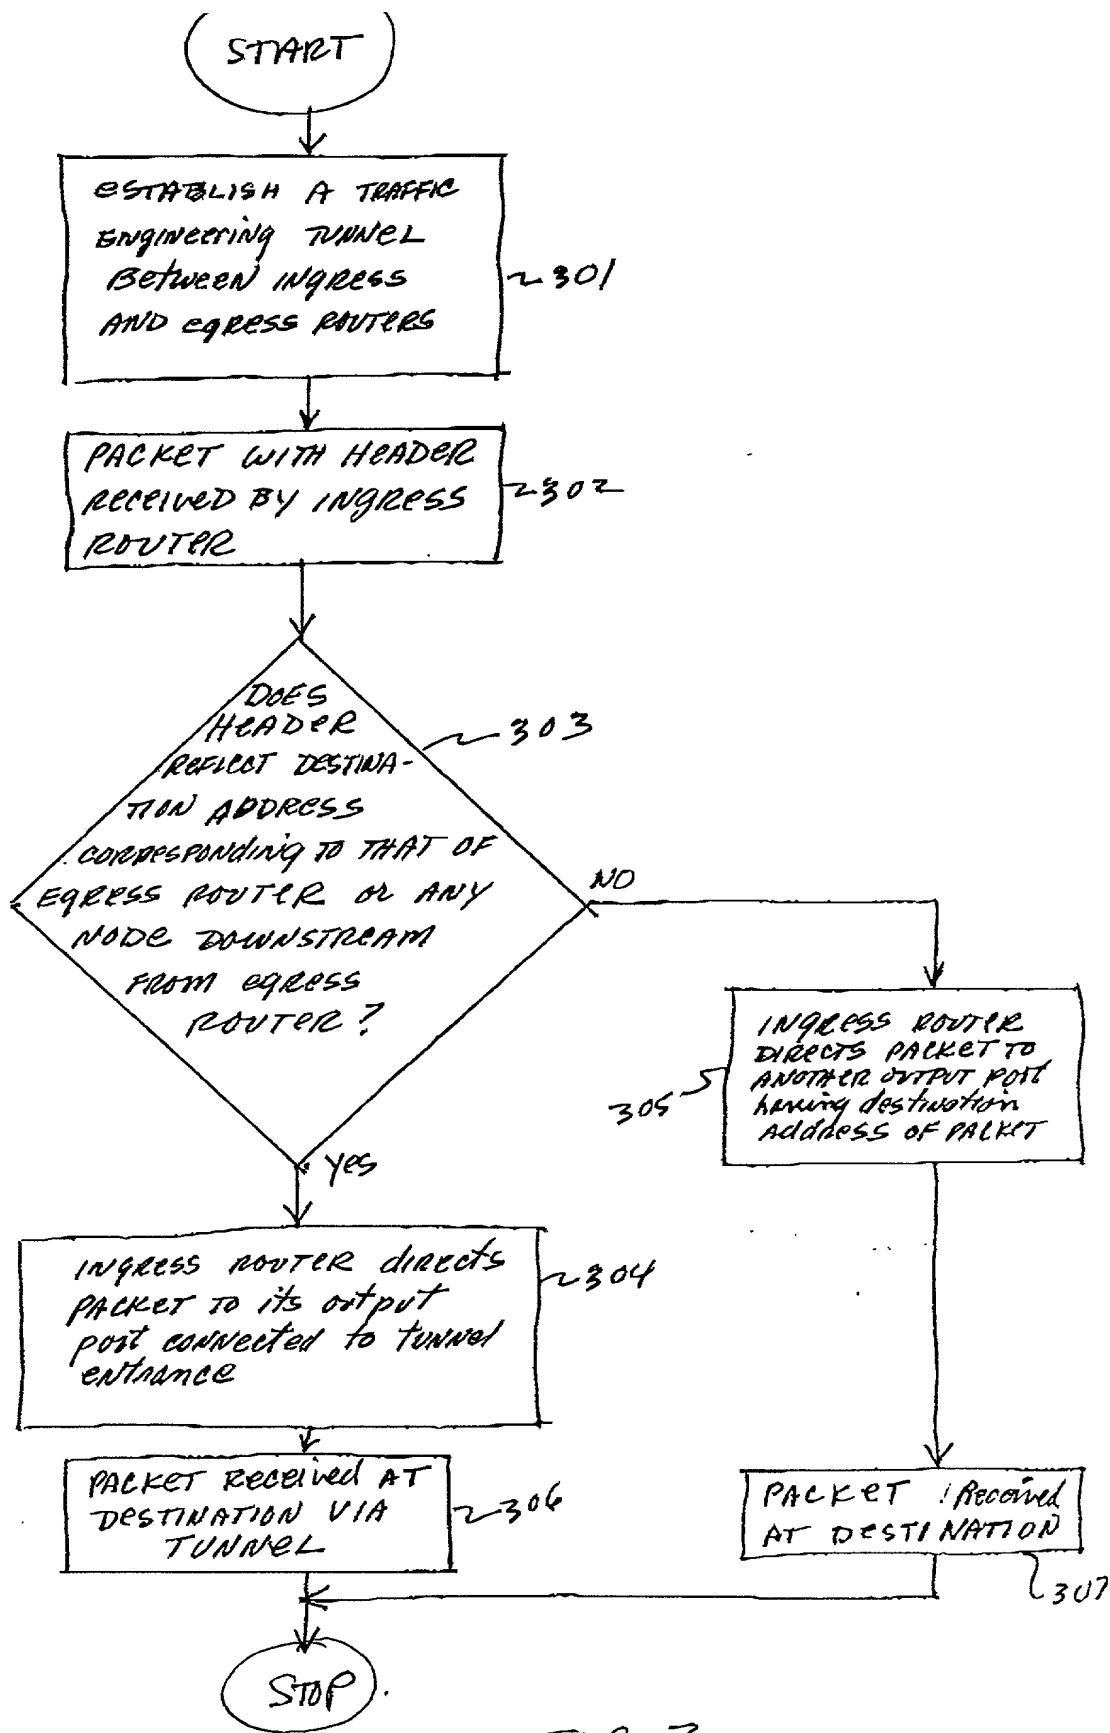 START
ESTABLISH A TRAFFIC
Engineering TUNNEL
Between INGRESS
AND egRESS ROUTERS
301
PACKET WITH HEADER
RECEIVED BY INGRESS
ROUTER
302
DOES
HEADER
REFLECT DESTINA-
TION ADDRESS
CORRESPONDING TO THAT OF
EGRESS ROUTER OR ANY
NODE DOWNSTREAM
FROM EGRESS
ROUTER?
303
NO
yes
INGRESS ROUTER
DIRECTS PACKET TO
ANOTHER OUTPUT PORT
having destination
Address OF PACKET
305
INGRESS ROUTER directs
PACKET TO its output
port connected to tunnel
entrance
304
PACKET Received AT
DESTINATION VIA
TUNNEL
306
PACKET Received
AT DESTINATION
307
STOP